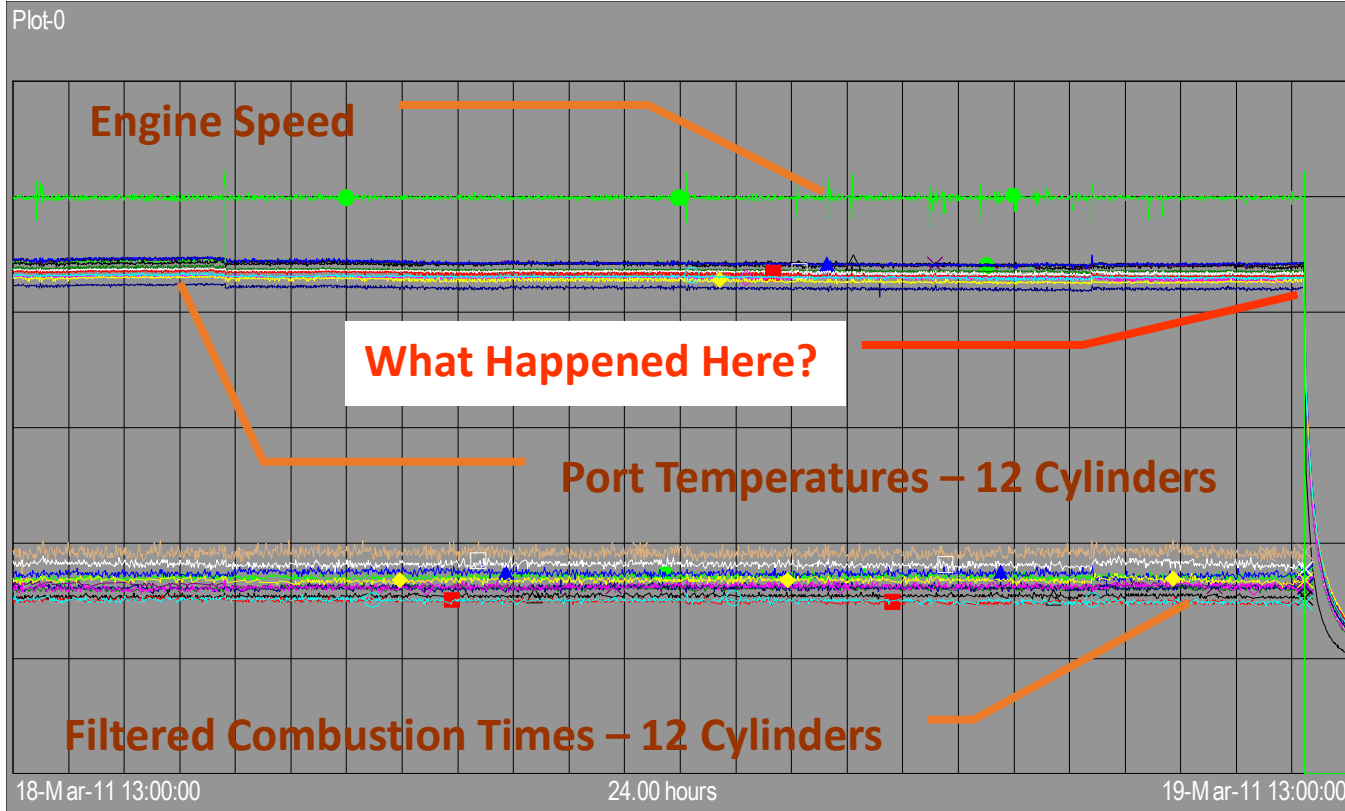 Plot-0
Engine Speed
What Happened Here?
Port Temperatures – 12 Cylinders
Filtered Combustion Times – 12 Cylinders
18-Mar-11 13:00:00 24.00 hours 19-Mar-11 13:00:00